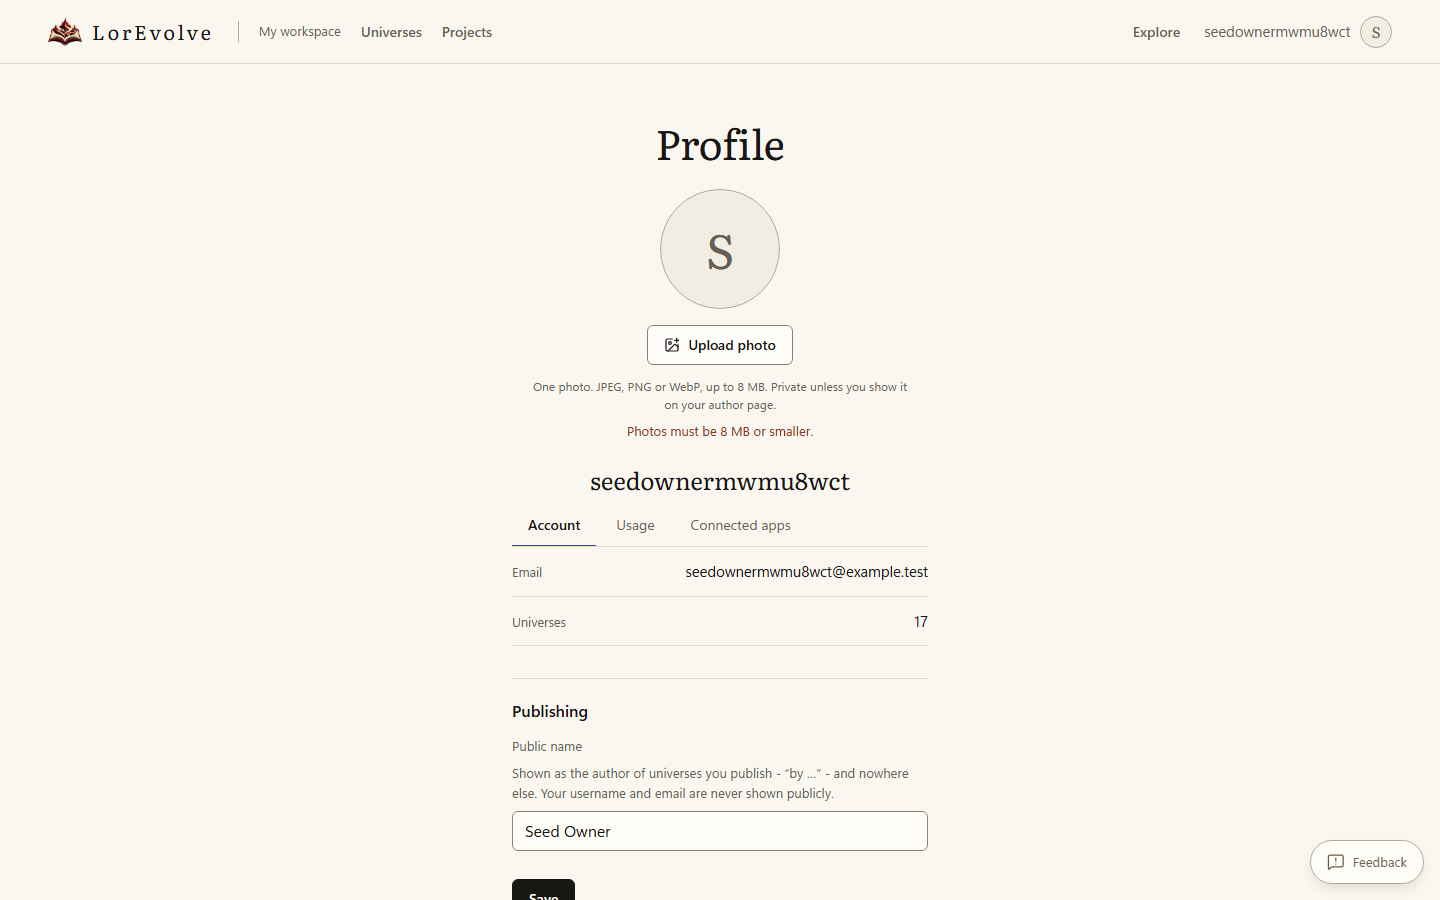 LorEvolve
My workspace
Universes
Projects
Explore
seedownermwmu8wct
S
Profile
S
Upload photo
One photo. JPEG, PNG or WebP, up to 8 MB. Private unless you show it
on your author page.
Photos must be 8 MB or smaller.
seedownermwmu8wct
Account
Usage
Connected apps
Email
seedownermwmu8wct@example.test
Universes
17
Publishing
Public name
Shown as the author of universes you publish - “by ...” - and nowhere
else. Your username and email are never shown publicly.
Seed Owner
Save
Feedback